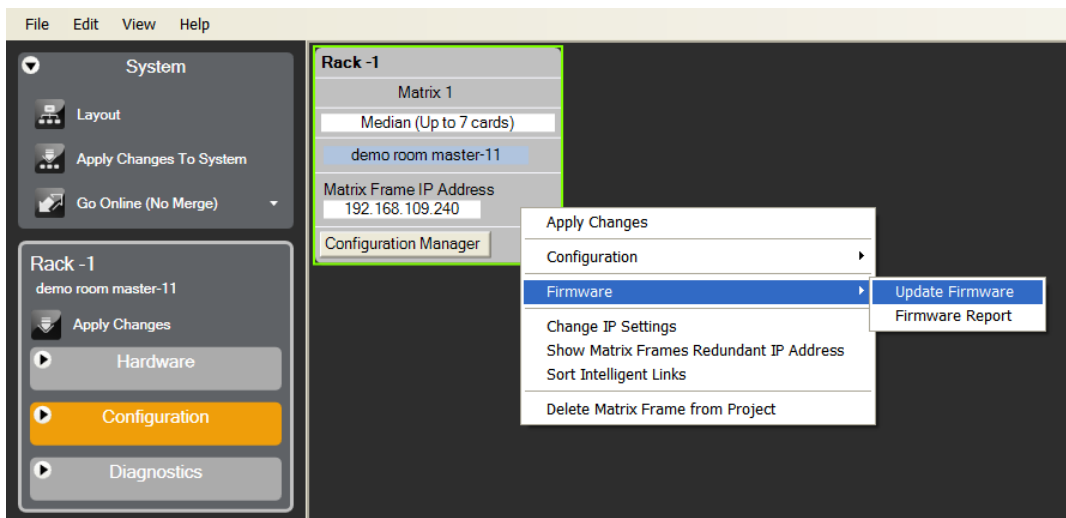 File Edit View Help
System
Layout
Apply Changes To System
Go Online (No Merge)
Rack -1
demo room master-11
Apply Changes
Hardware
Configuration
Diagnostics
Rack -1
Matrix 1
Median (Up to 7 cards)
demo room master-11
Matrix Frame IP Address
192.168.109.240
Configuration Manager
Apply Changes
Configuration
Firmware
Change IP Settings
Show Matrix Frames Redundant IP Address
Sort Intelligent Links
Delete Matrix Frame from Project
Update Firmware
Firmware Report